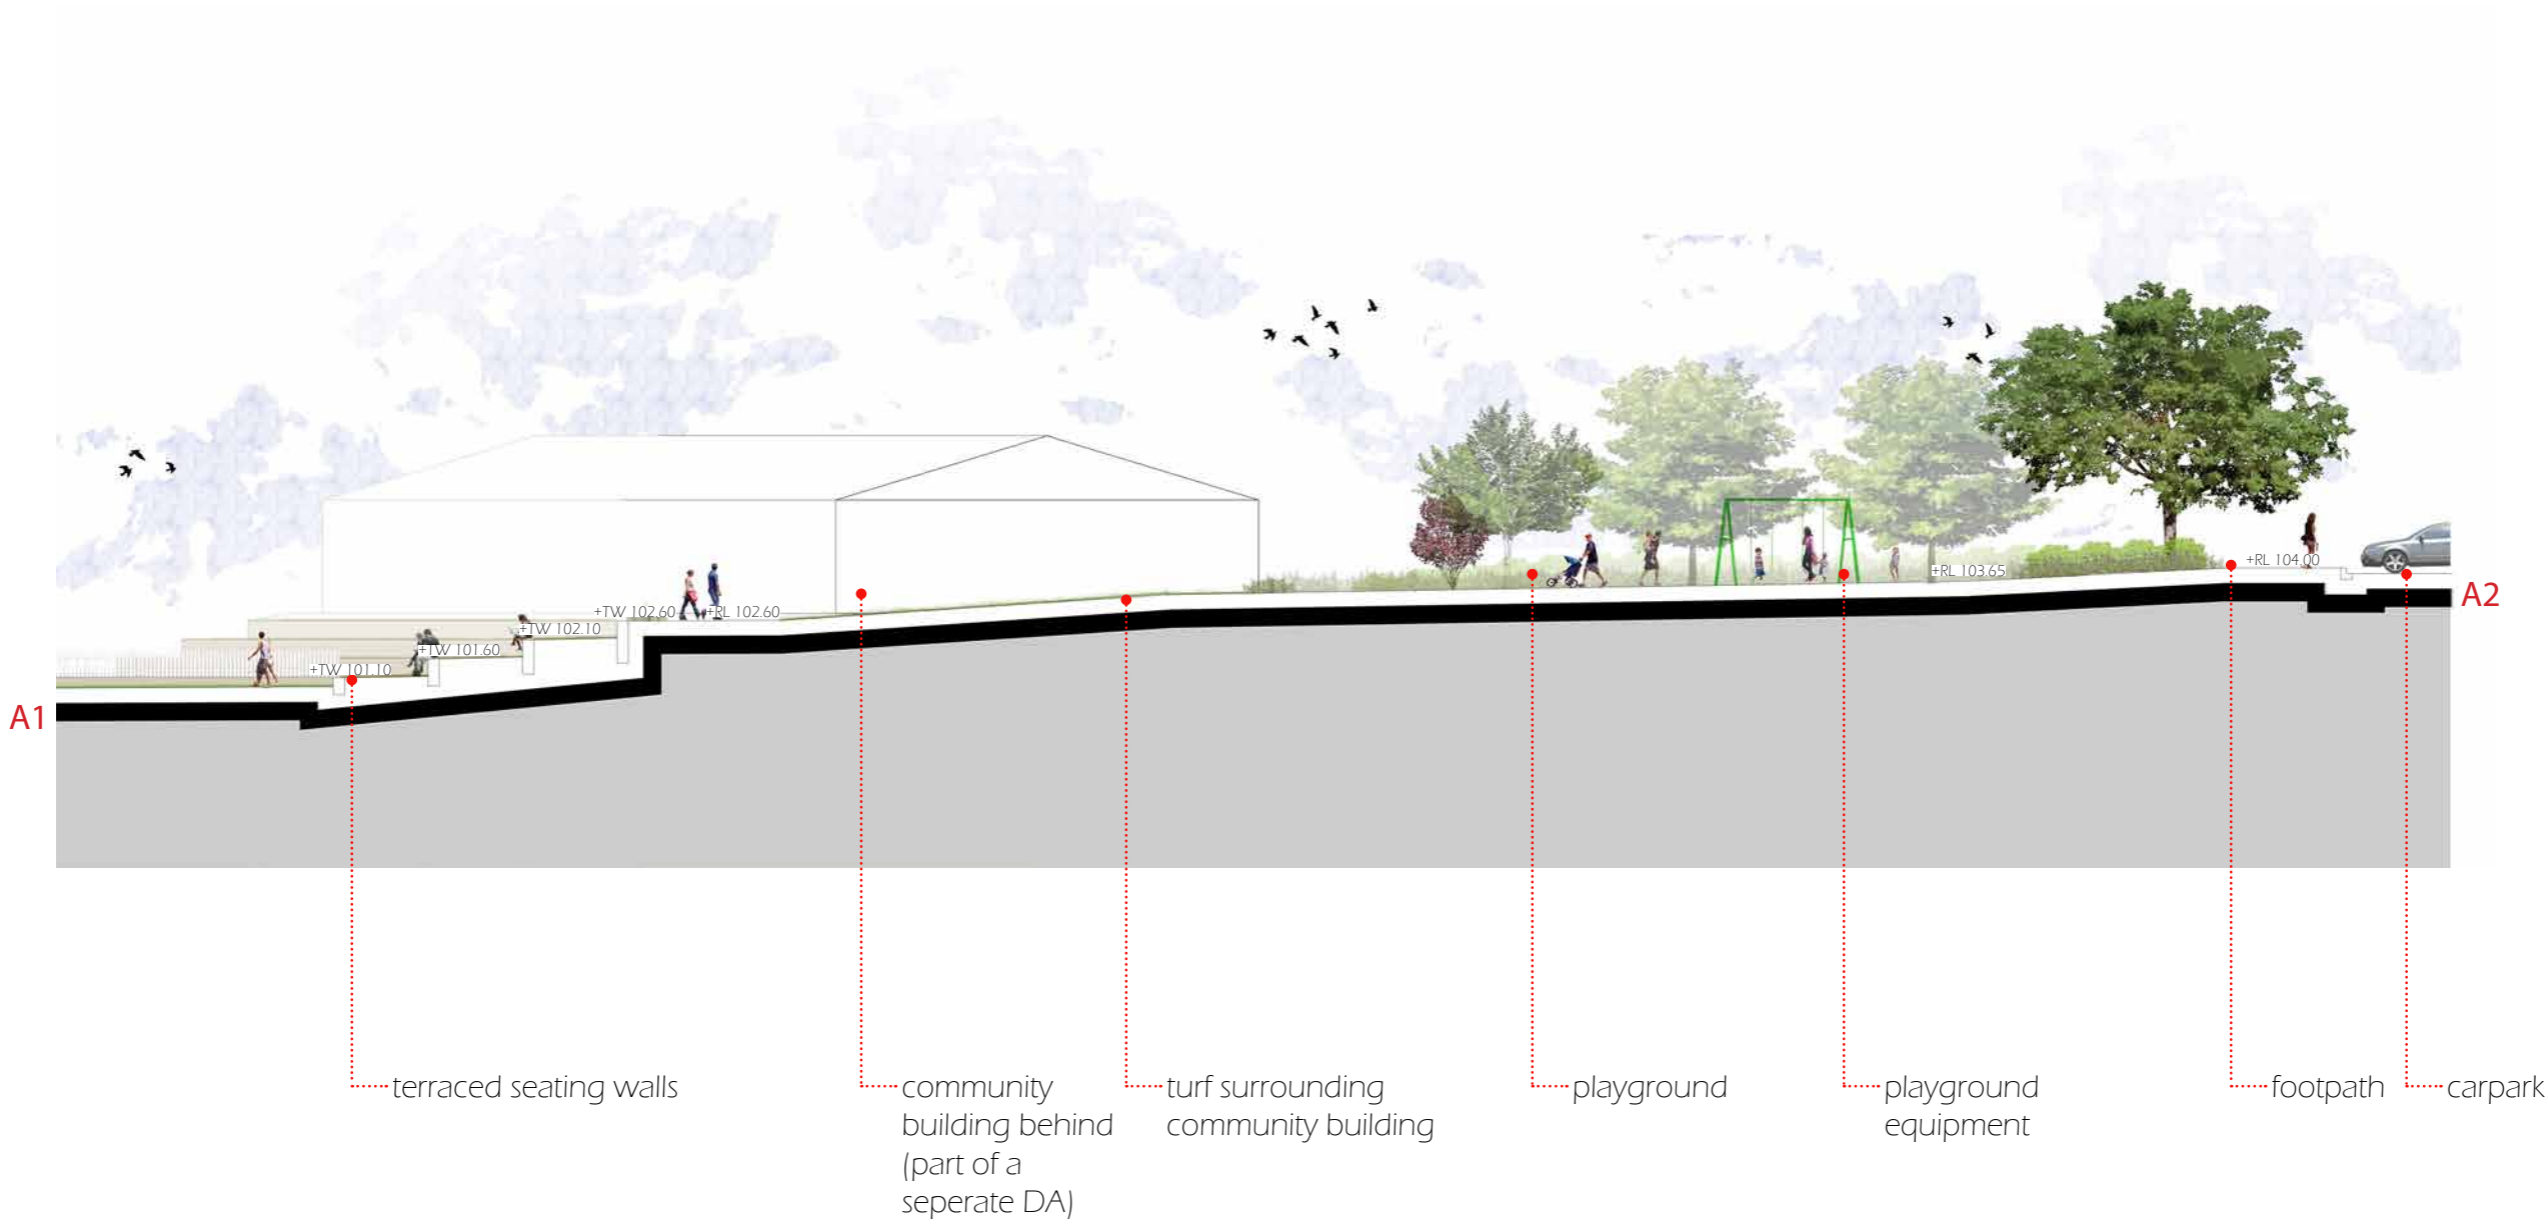 +RL 104.00
+RL 103.65
A2
+TW 102.60
+RL 102.60
+TW 102.10
+TW 101.60
+TW 101.10
A1
terraced seating walls
community
building behind
(part of a
seperate DA)
turf surrounding
community building
playground
playground
equipment
footpath
carpark